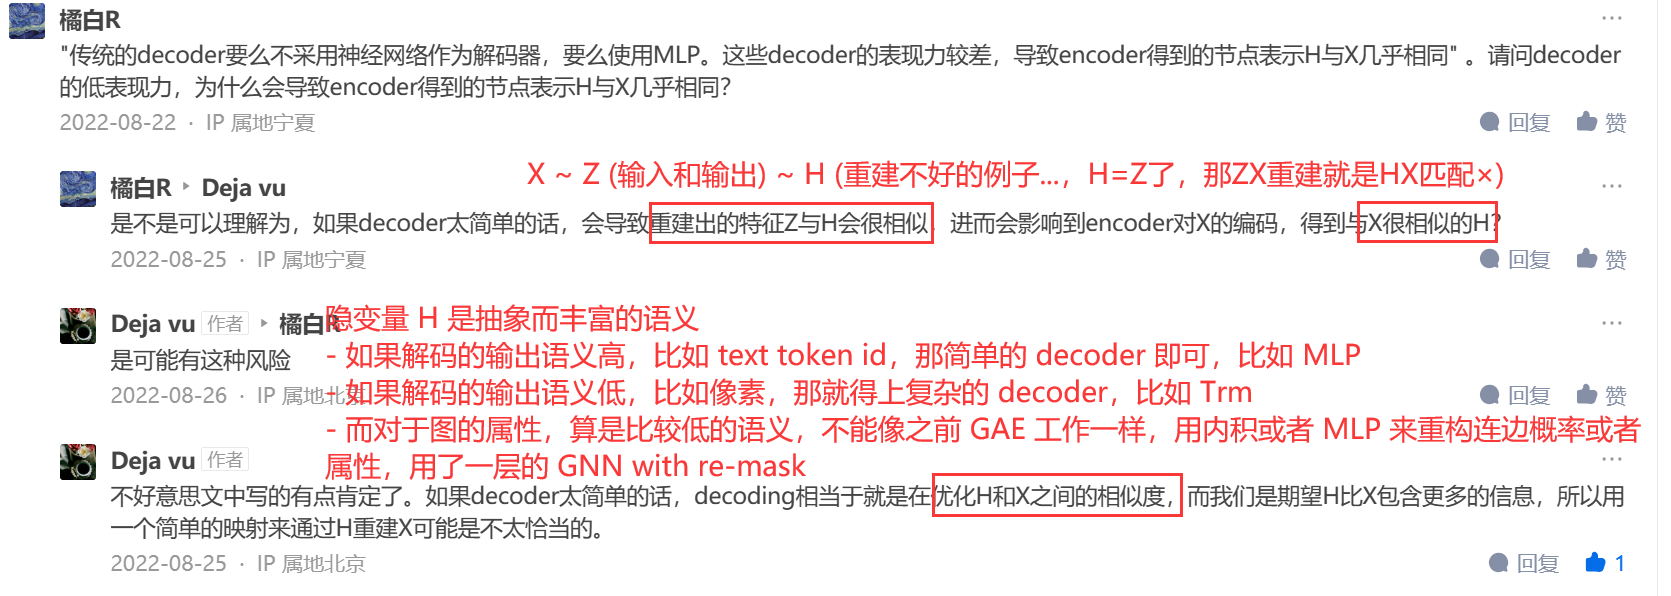 橘白R
"传统的decoder要么不采用神经网络作为解码器，要么使用MLP。这些decoder的表现力较差，导致encoder得到的节点表示H与X几乎相同" 。请问decoder
的低表现力，为什么会导致encoder得到的节点表示H与X几乎相同？
2022-08-22 · IP 属地宁夏
回复 赞
X ~ Z (输入和输出) ~ H (重建不好的例子...，H=Z了，那ZX重建就是HX匹配×)
橘白R ▸ Deja vu
是不是可以理解为，如果decoder太简单的话，会导致重建出的特征Z与H会很相似，进而会影响到encoder对X的编码，得到与X很相似的H？
2022-08-25 · IP 属地宁夏
回复 赞
隐变量 H 是抽象而丰富的语义
Deja vu 作者 ▸ 橘白R
- 如果解码的输出语义高，比如 text token id，那简单的 decoder 即可，比如 MLP
是可能有这种风险
- 如果解码的输出语义低，比如像素，那就得上复杂的 decoder，比如 Trm
2022-08-26 · IP 属地北京
回复 赞
- 而对于图的属性，算是比较低的语义，不能像之前 GAE 工作一样，用内积或者 MLP 来重构连边概率或者
属性，用了一层的 GNN with re-mask
Deja vu 作者
不好意思文中写的有点肯定了。如果decoder太简单的话，decoding相当于就是在优化H和X之间的相似度，而我们是期望H比X包含更多的信息，所以用
一个简单的映射来通过H重建X可能是不太恰当的。
2022-08-25 · IP 属地北京
回复 1